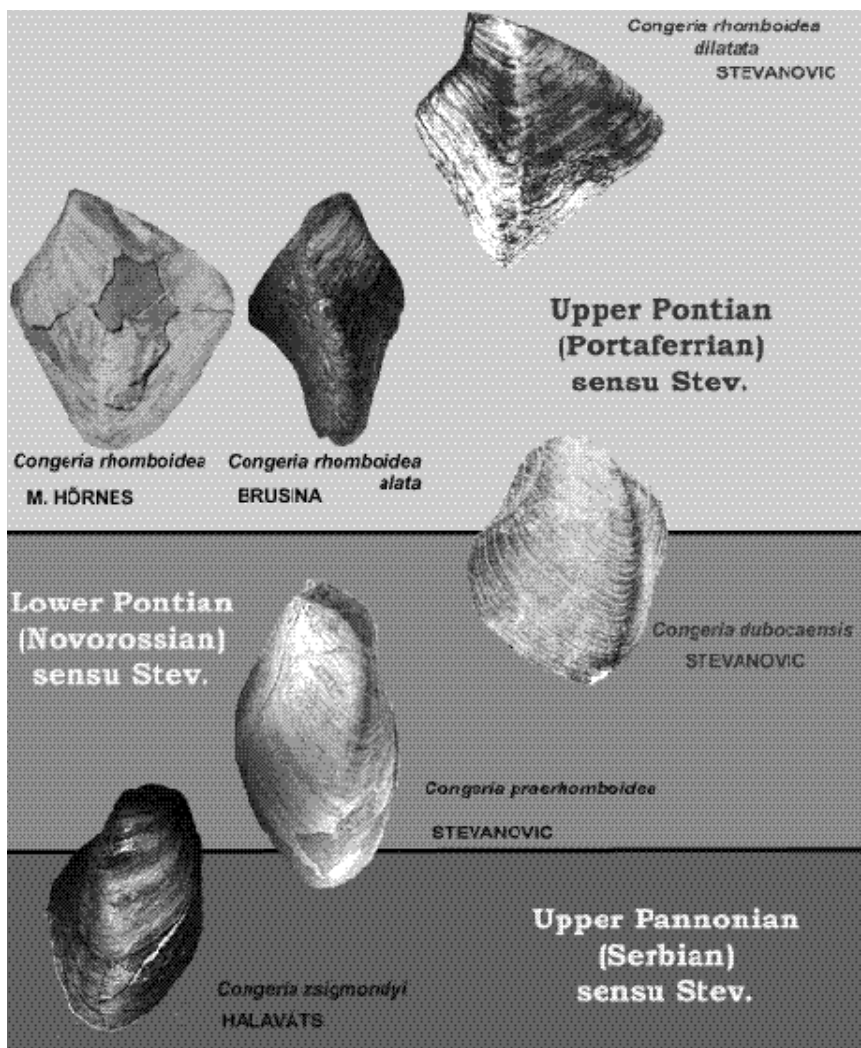 Congeria rhomboidea
dilatata
STEVANOVIC
Upper Pontian
(Portaferrian)
sensu Stev.
Congeria rhomboidea
M. HÖRNES
Congeria rhomboidea
alata
BRUSINA
Lower Pontian
(Novorossian)
sensu Stev.
Congeria dubocaensis
STEVANOVIC
Congeria praerhomboidea
STEVANOVIC
Upper Pannonian
(Serbian)
sensu Stev.
Congeria zsigmondyi
HALAVÁTS